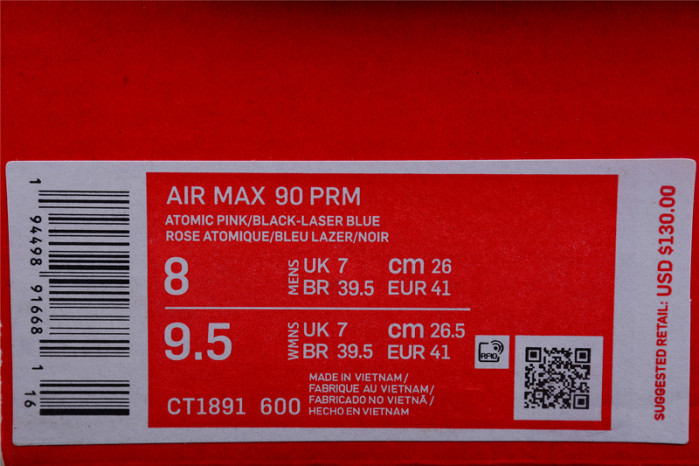 AIR MAX 90 PRM
ATOMIC PINK/BLACK-LASER BLUE
ROSE ATOMIQUE/BLEU LAZER/NOIR
8 MENS UK 7 cm 26
BR 39.5 EUR 41
9.5 WMNS UK 7 cm 26.5
BR 39.5 EUR 41
RFID
MADE IN VIETNAM/
FABRIQUE AU VIETNAM/
FABRICADO NO VIETNÃ/
HECHO EN VIETNAM
CT1891 600
1 94498 91668 1
16
SUGGESTED RETAIL: USD $130.00